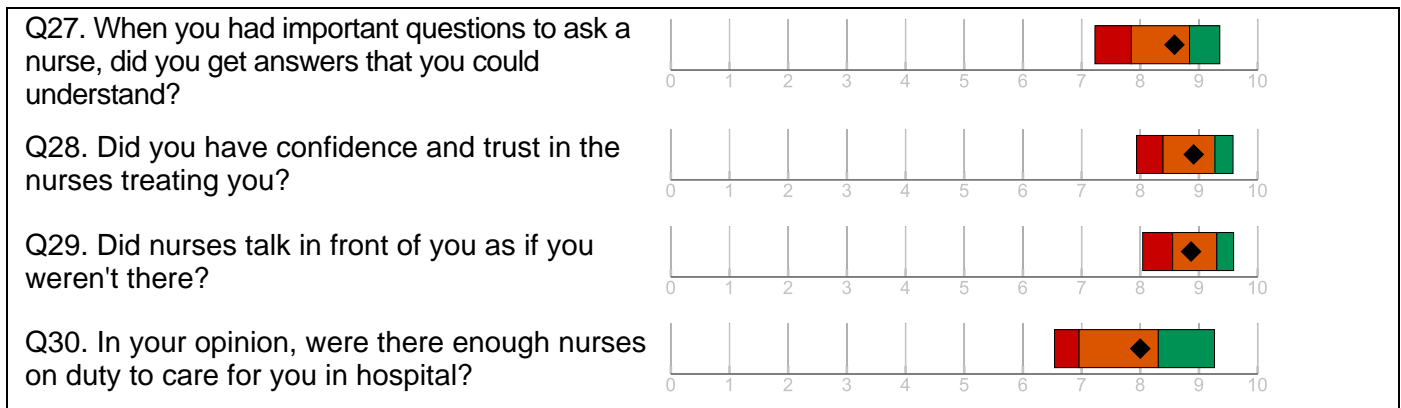 Q27. When you had important questions to ask a
nurse, did you get answers that you could
understand?
0 1 2 3 4 5 6 7 8 9 10
Q28. Did you have confidence and trust in the
nurses treating you?
0 1 2 3 4 5 6 7 8 9 10
Q29. Did nurses talk in front of you as if you
weren't there?
0 1 2 3 4 5 6 7 8 9 10
Q30. In your opinion, were there enough nurses
on duty to care for you in hospital?
0 1 2 3 4 5 6 7 8 9 10